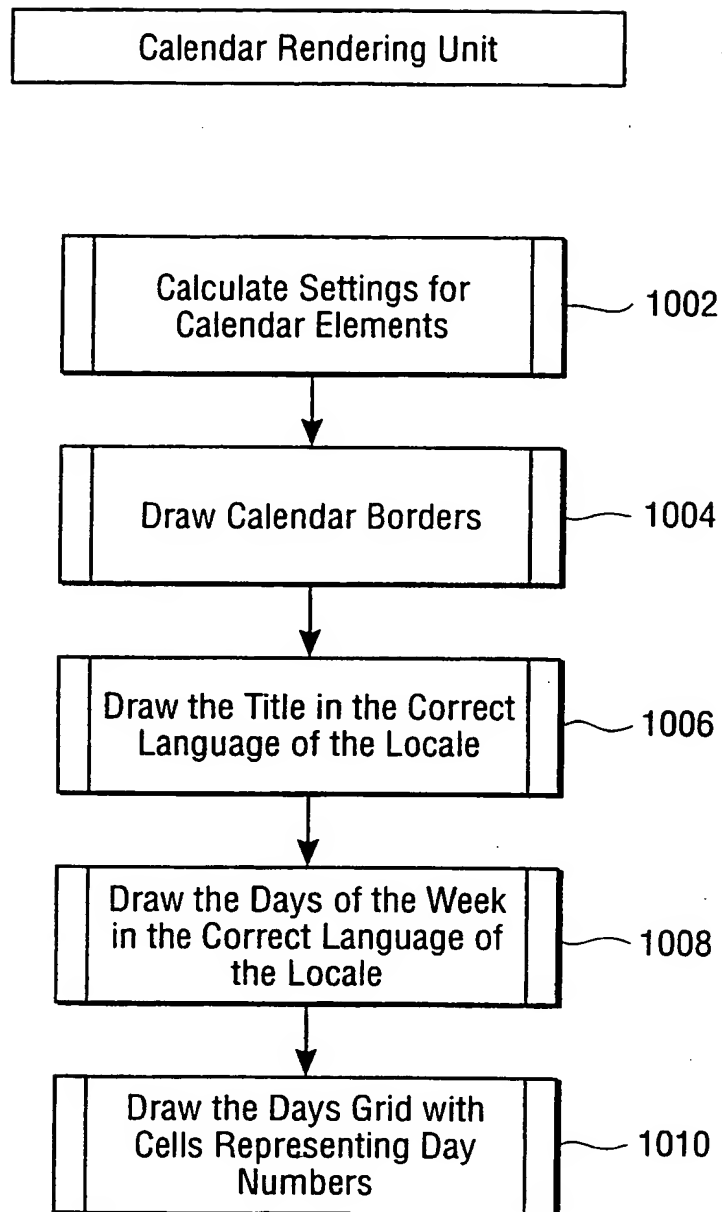 Calendar Rendering Unit
Calculate Settings for
Calendar Elements
1002
Draw Calendar Borders
1004
Draw the Title in the Correct
Language of the Locale
1006
Draw the Days of the Week
in the Correct Language of
the Locale
1008
Draw the Days Grid with
Cells Representing Day
Numbers
1010